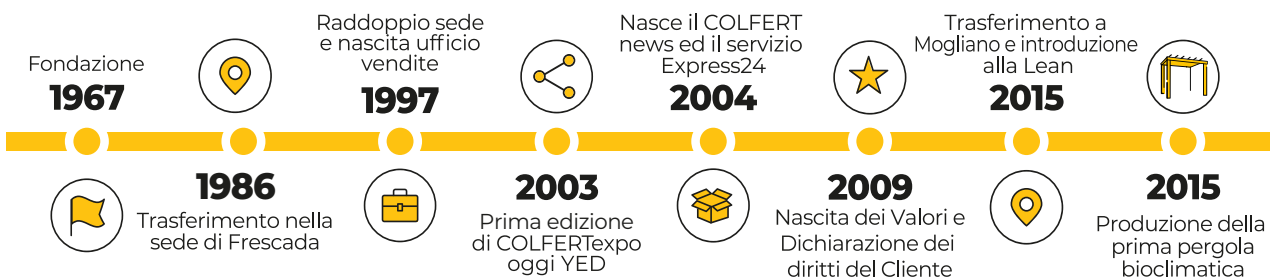 Fondazione
1967
1986
Trasferimento nella
sede di Frescada
Raddoppio sede
e nascita ufficio
vendite
1997
2003
Prima edizione
di COLFERTexpo
oggi YED
Nasce il COLFERT
news ed il servizio
Express24
2004
2009
Nascita dei Valori e
Dichiarazione dei
diritti del Cliente
Trasferimento a
Mogliano e introduzione
alla Lean
2015
2015
Produzione della
prima pergola
bioclimatica